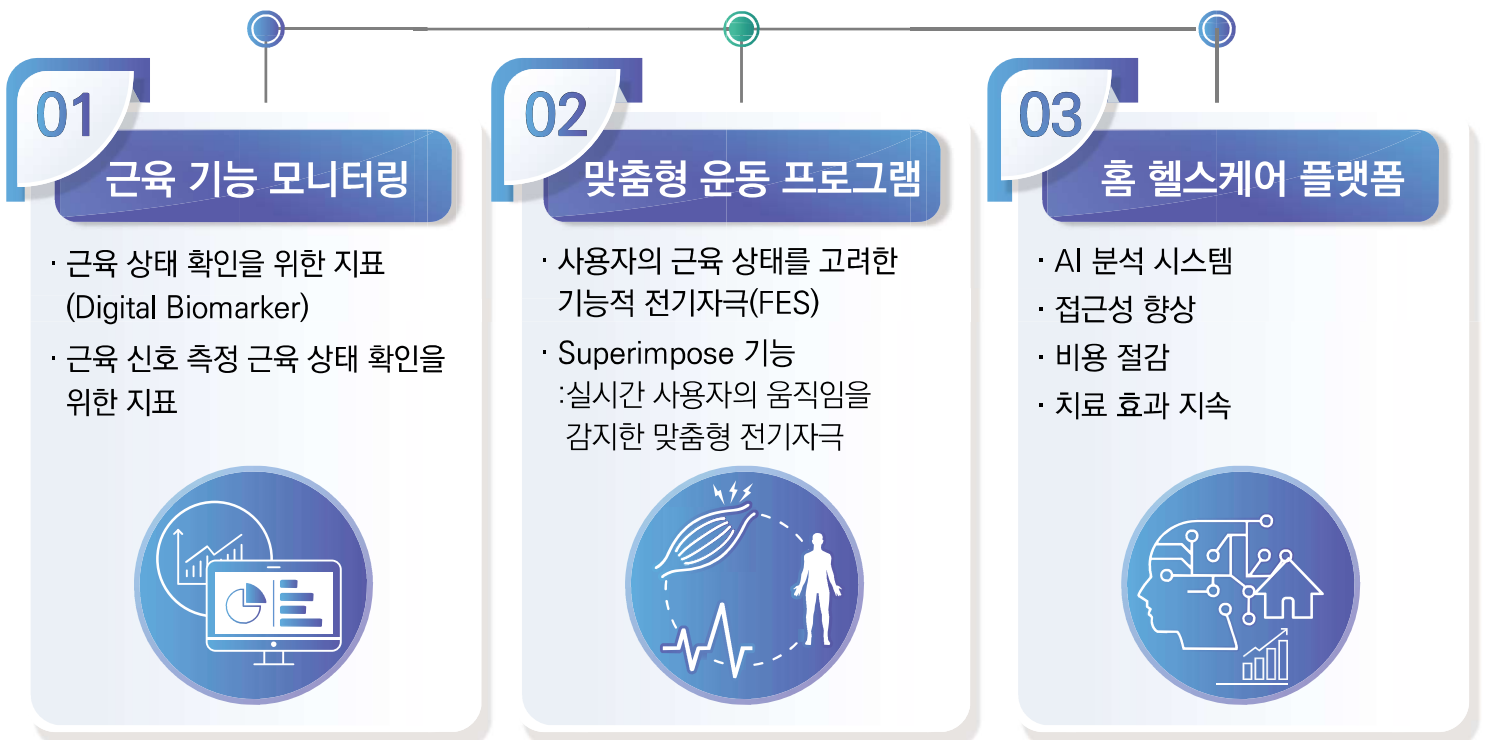 01
근육 기능 모니터링
· 근육 상태 확인을 위한 지표
(Digital Biomarker)
· 근육 신호 측정 근육 상태 확인을
위한 지표
02
맞춤형 운동 프로그램
· 사용자의 근육 상태를 고려한
기능적 전기자극(FES)
· Superimpose 기능
:실시간 사용자의 움직임을
감지한 맞춤형 전기자극
03
홈 헬스케어 플랫폼
· AI 분석 시스템
· 접근성 향상
· 비용 절감
· 치료 효과 지속